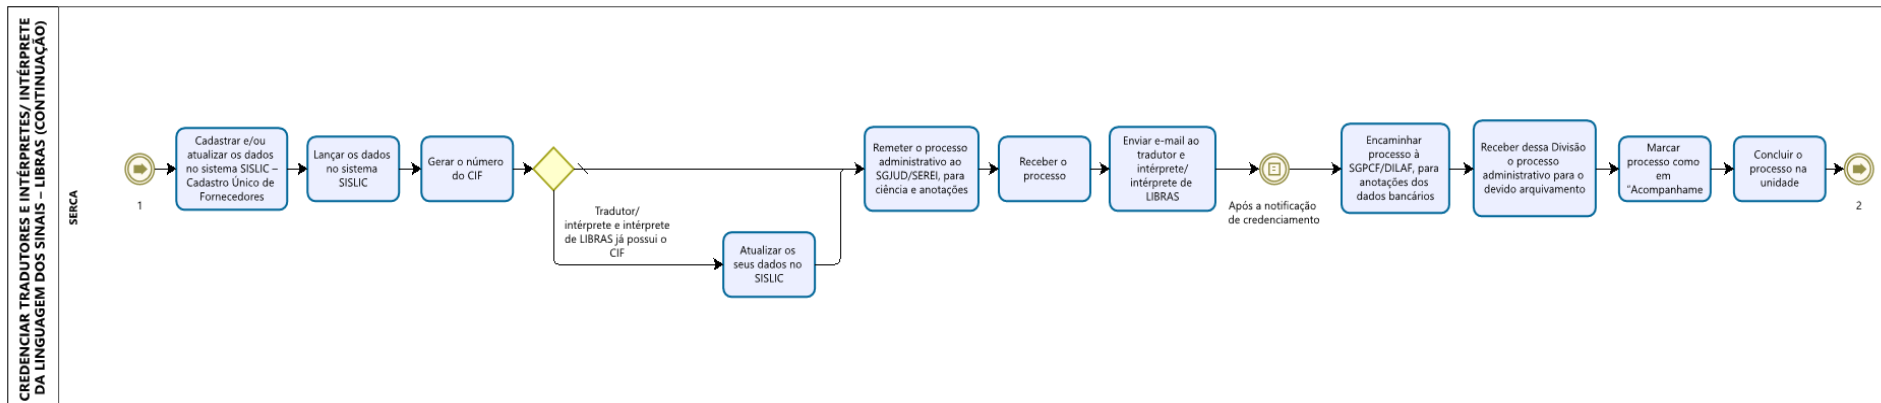 CREDENCIAR TRADUTORES E INTÉRPRETES/ INTÉRPRETE
DA LINGUAGEM DOS SINAIS – LIBRAS (CONTINUAÇÃO)
SERCA
1
Cadastrar e/ou
atualizar os dados
no sistema SISLIC –
Cadastro Único de
Fornecedores
Lançar os dados
no sistema
SISLIC
Gerar o número
do CIF
Tradutor/
intérprete e intérprete
de LIBRAS já possui o
CIF
Atualizar os
seus dados no
SISLIC
Remeter o processo
administrativo ao
SGJUD/SEREI, para
ciência e anotações
Receber o
processo
Enviar e-mail ao
tradutor e
intérprete/
intérprete de
LIBRAS
Após a notificação
de credenciamento
Encaminhar
processo à
SGPCF/DILAF, para
anotações dos
dados bancários
Receber dessa Divisão
o processo
administrativo para o
devido arquivamento
Marcar
processo como
em
"Acompanhame
Concluir o
processo na
unidade
2